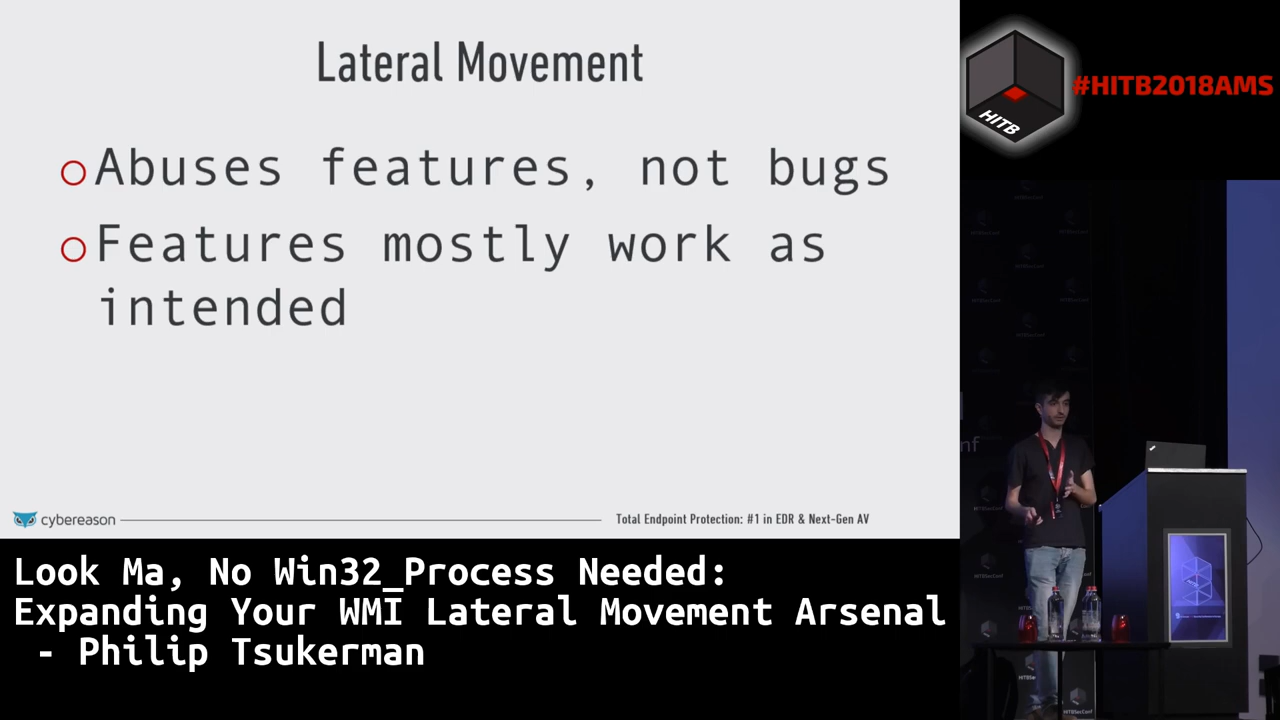 Lateral Movement
Abuses features, not bugs
Features mostly work as
intended
cybereason
Total Endpoint Protection: #1 in EDR & Next-Gen AV
Look Ma, No Win32_Process Needed:
Expanding Your WMI Lateral Movement Arsenal
- Philip Tsukerman
HITB
#HITB2018AMS